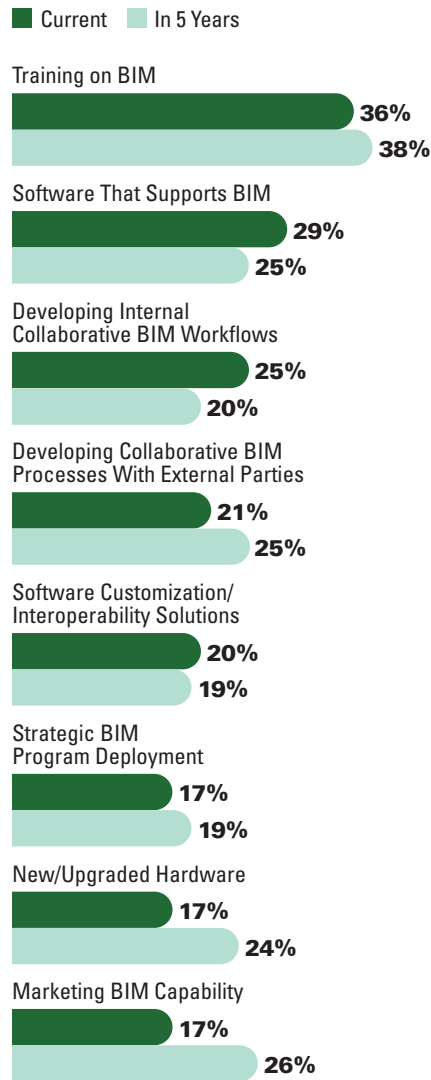 Current In 5 Years
Training on BIM
36%
38%
Software That Supports BIM
29%
25%
Developing Internal
Collaborative BIM Workflows
25%
20%
Developing Collaborative BIM
Processes With External Parties
21%
25%
Software Customization/
Interoperability Solutions
20%
19%
Strategic BIM
Program Deployment
17%
19%
New/Upgraded Hardware
17%
24%
Marketing BIM Capability
17%
26%